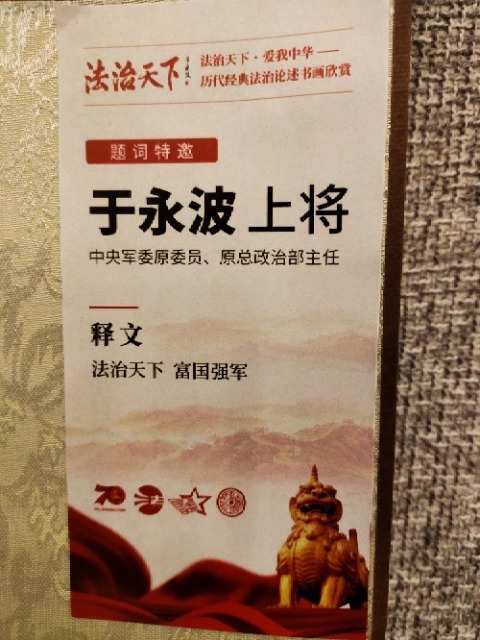 法治天下
法治天下·爱我中华——
历代经典法治论述书画欣赏
题词特邀
于永波 上将
中央军委原委员、原总政治部主任
释文
法治天下 富国强军